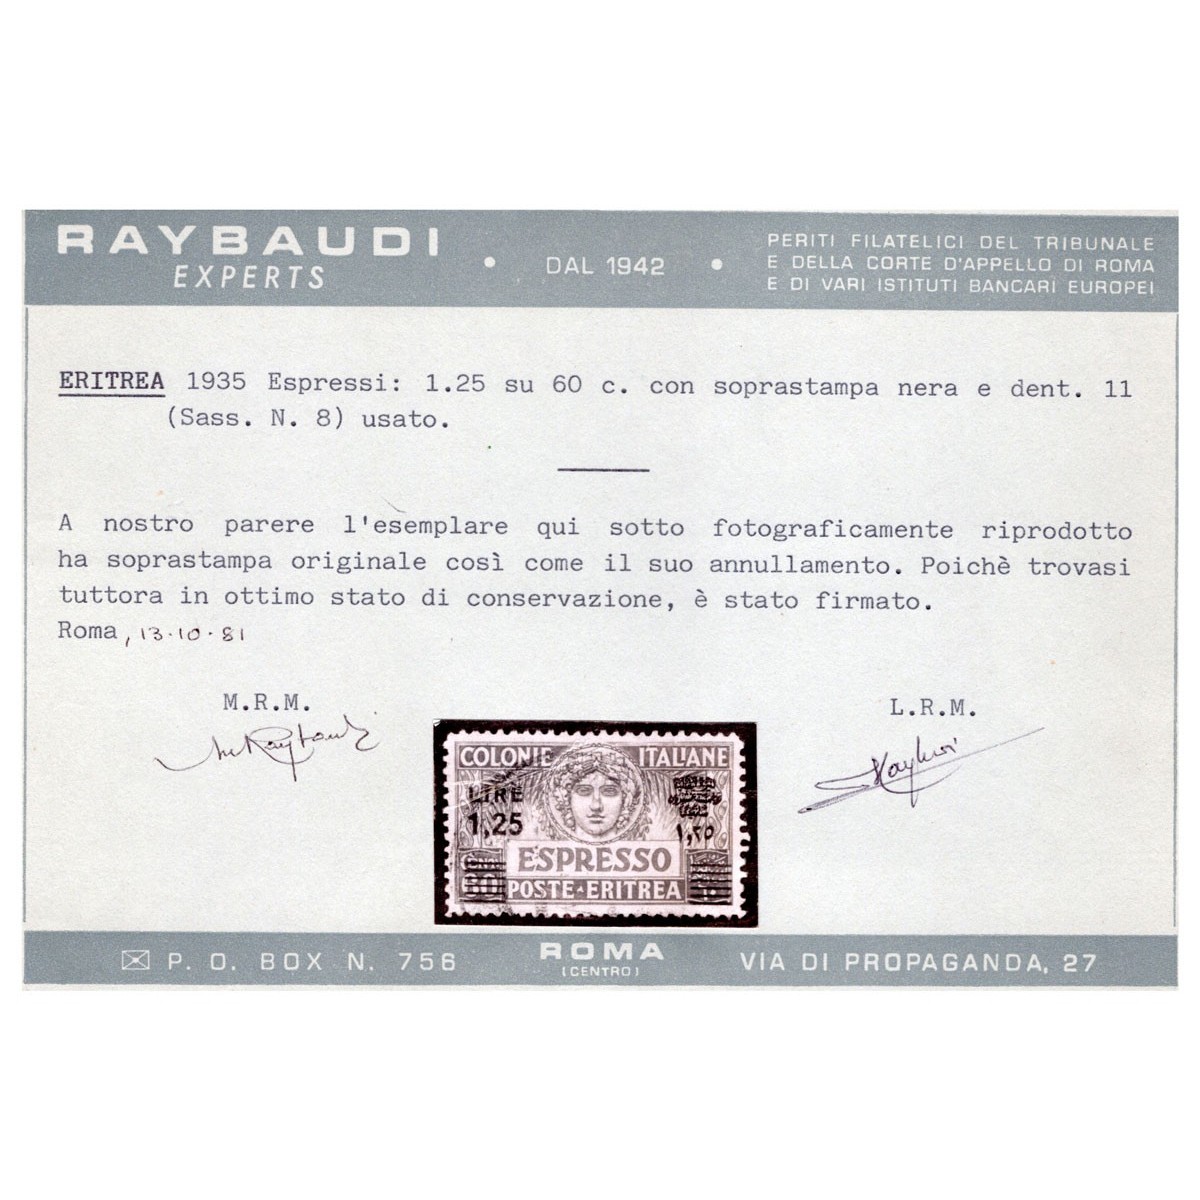 RAYBAUDI
EXPERTS
• DAL 1942 •
PERITI FILATELICI DEL TRIBUNALE
E DELLA CORTE D'APPELLO DI ROMA
E DI VARI ISTITUTI BANCARI EUROPEI
ERITREA 1935 Espressi: 1.25 su 60 c. con soprastampa nera e dent. 11
(Sass. N. 8) usato.
A nostro parere l'esemplare qui sotto fotograficamente riprodotto
ha soprastampa originale così come il suo annullamento. Poichè trovasi
tuttora in ottimo stato di conservazione, è stato firmato.
Roma, 13·10·81
M.R.M.
L.R.M.
COLONIE ITALIANE
LIRE
1,25
١,٢٥
ESPRESSO
60 POSTE ERITREA
P. O. BOX N. 756
ROMA
(CENTRO)
VIA DI PROPAGANDA, 27